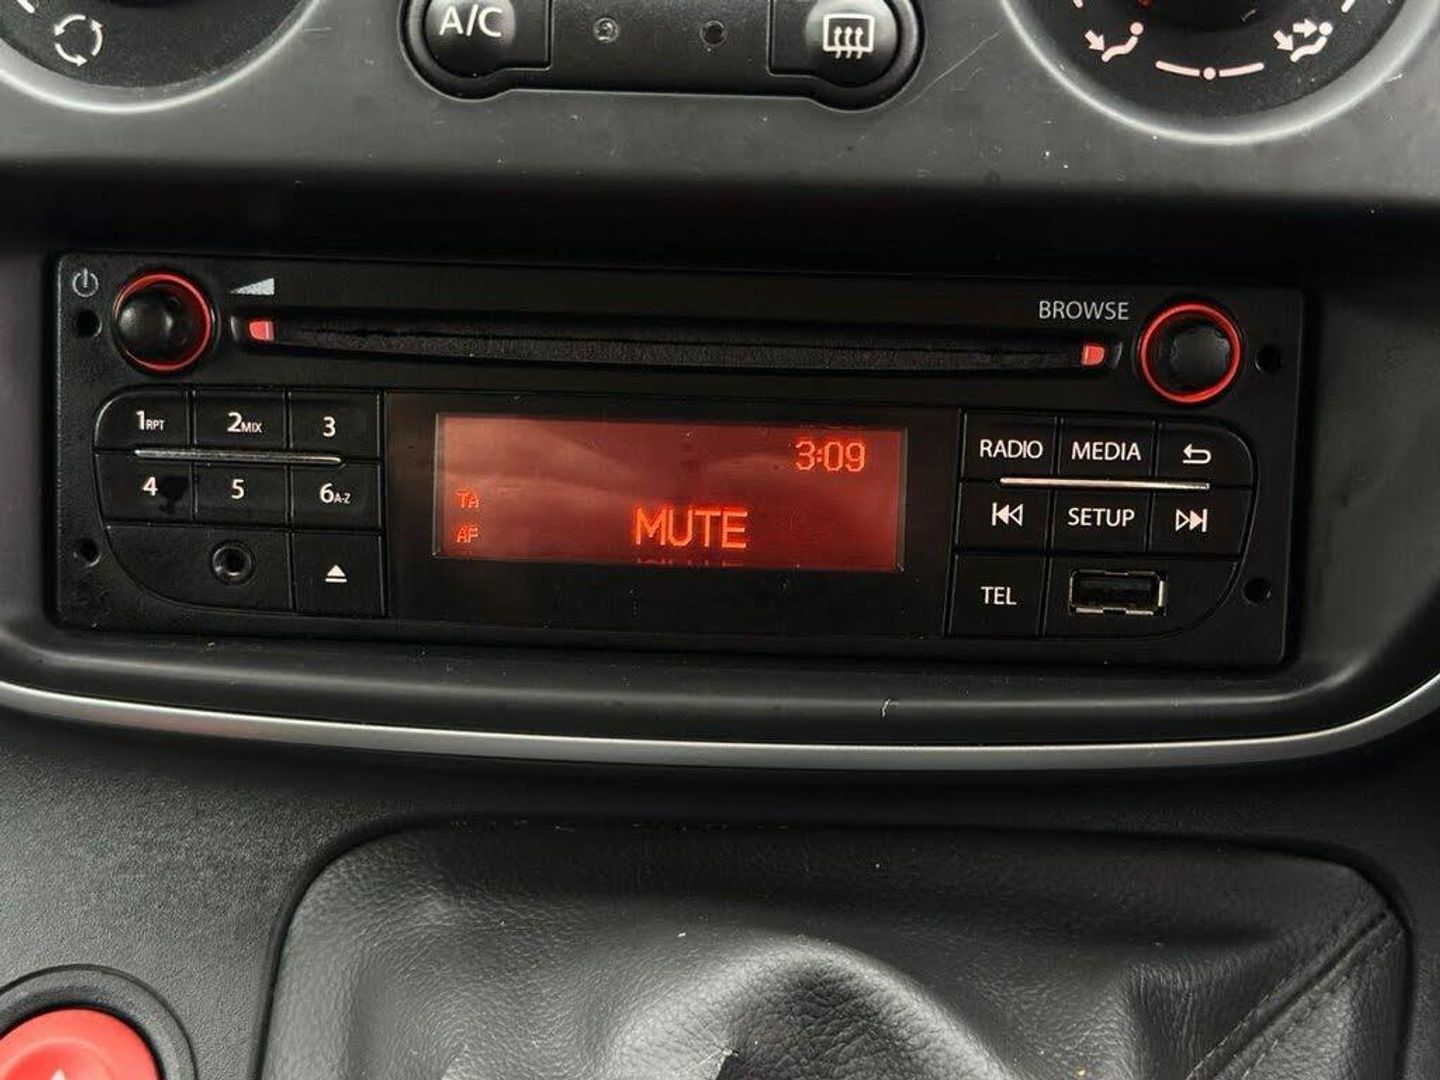 A/C
BROWSE
1RPT 2MIX 3
4 5 6A-Z
3:09
TA
AF
MUTE
RADIO MEDIA
SETUP
TEL